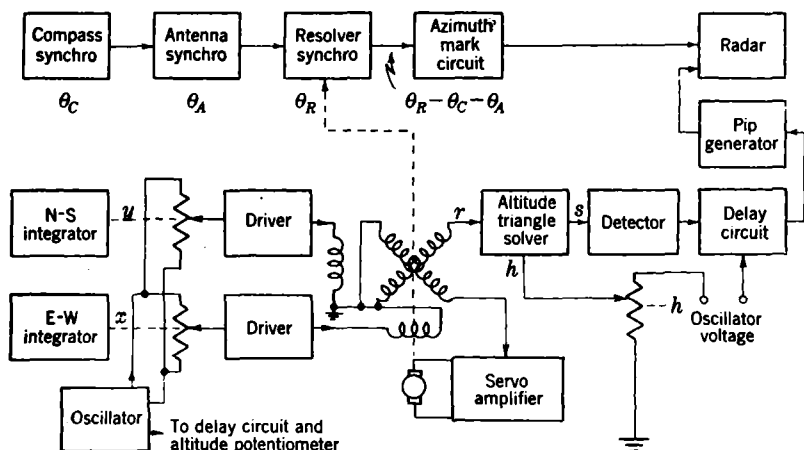 Compass
synchro
Antenna
synchro
Resolver
synchro
Azimuth
mark
circuit
Radar
θC
θA
θR
θR − θC − θA
Pip
generator
N-S
integrator
y
Driver
r
Altitude
triangle
solver
s
Detector
Delay
circuit
h
E-W
integrator
x
Driver
h
Oscillator
voltage
Servo
amplifier
Oscillator
To delay circuit and
altitude potentiometer